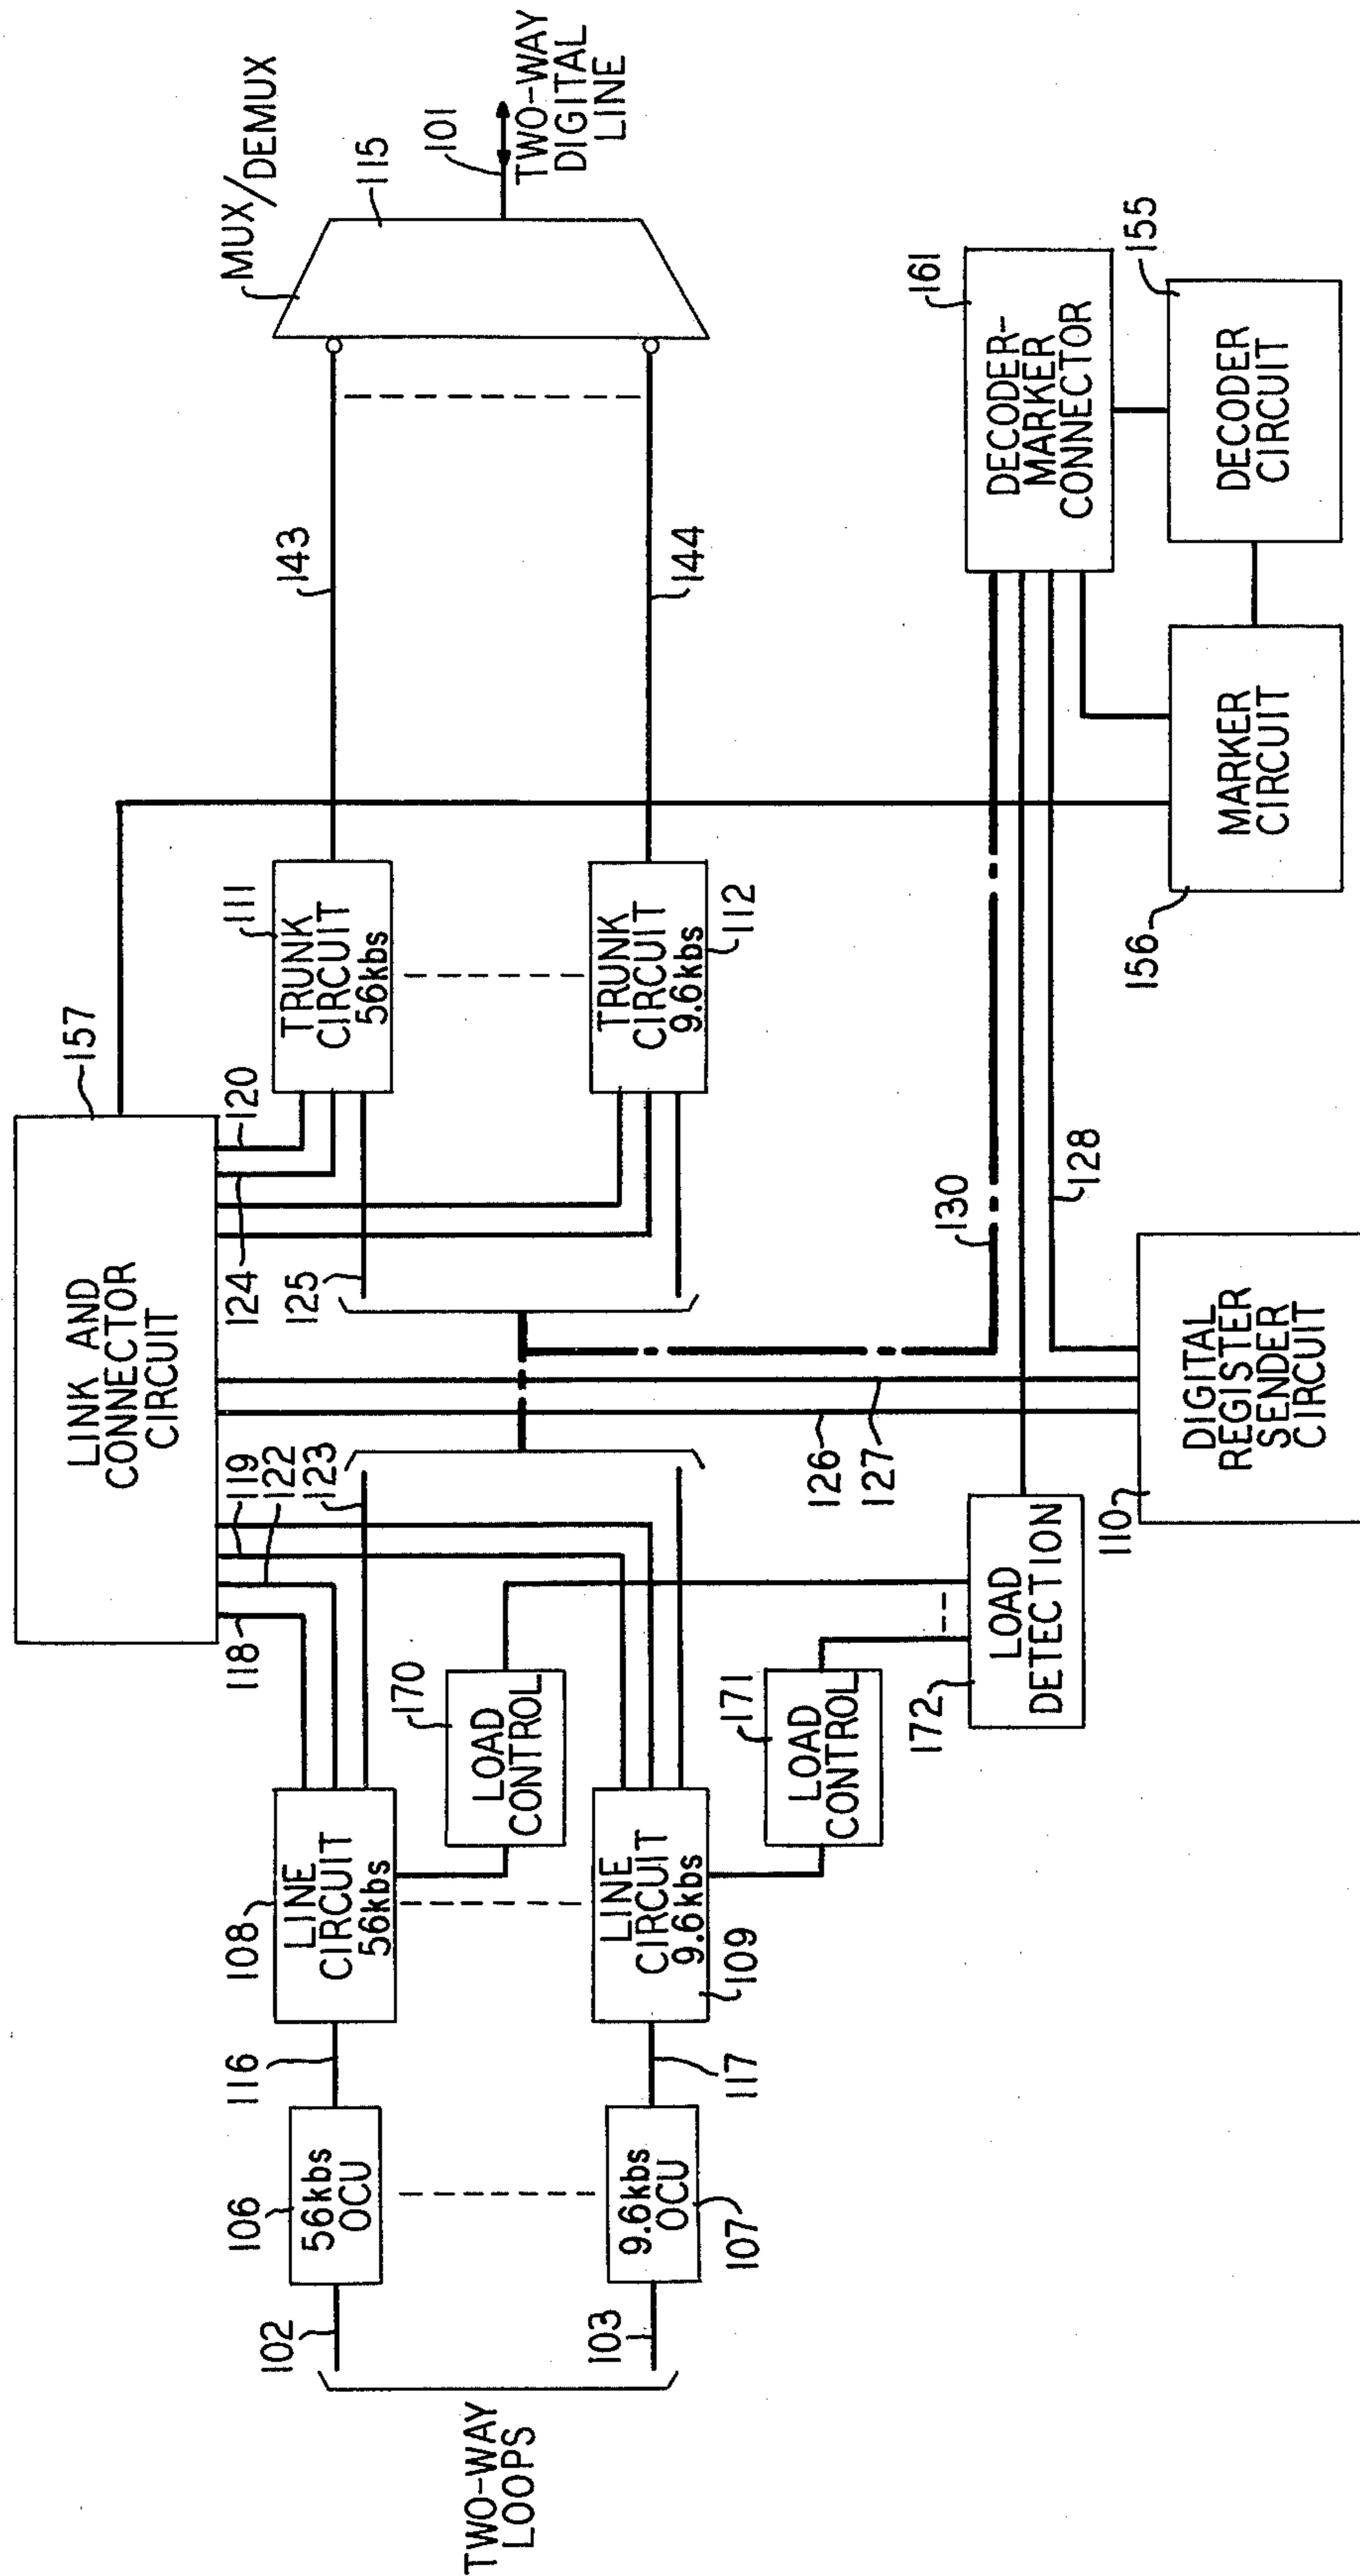 TWO-WAY
LOOPS
102
103
106
56kbs
OCU
9.6kbs
OCU
107
116
117
108
LINE
CIRCUIT
56kbs
LINE
CIRCUIT
9.6kbs
109
170
LOAD
CONTROL
171
LOAD
CONTROL
172
LOAD
DETECTION
118
122
119
123
LINK AND
CONNECTOR
CIRCUIT
157
126
127
110
DIGITAL
REGISTER
SENDER
CIRCUIT
124
120
125
130
128
111
TRUNK
CIRCUIT
56kbs
TRUNK
CIRCUIT
9.6kbs
112
156
MARKER
CIRCUIT
143
144
MUX/DEMUX
115
101
TWO-WAY
DIGITAL
LINE
161
DECODER-
MARKER
CONNECTOR
155
DECODER
CIRCUIT